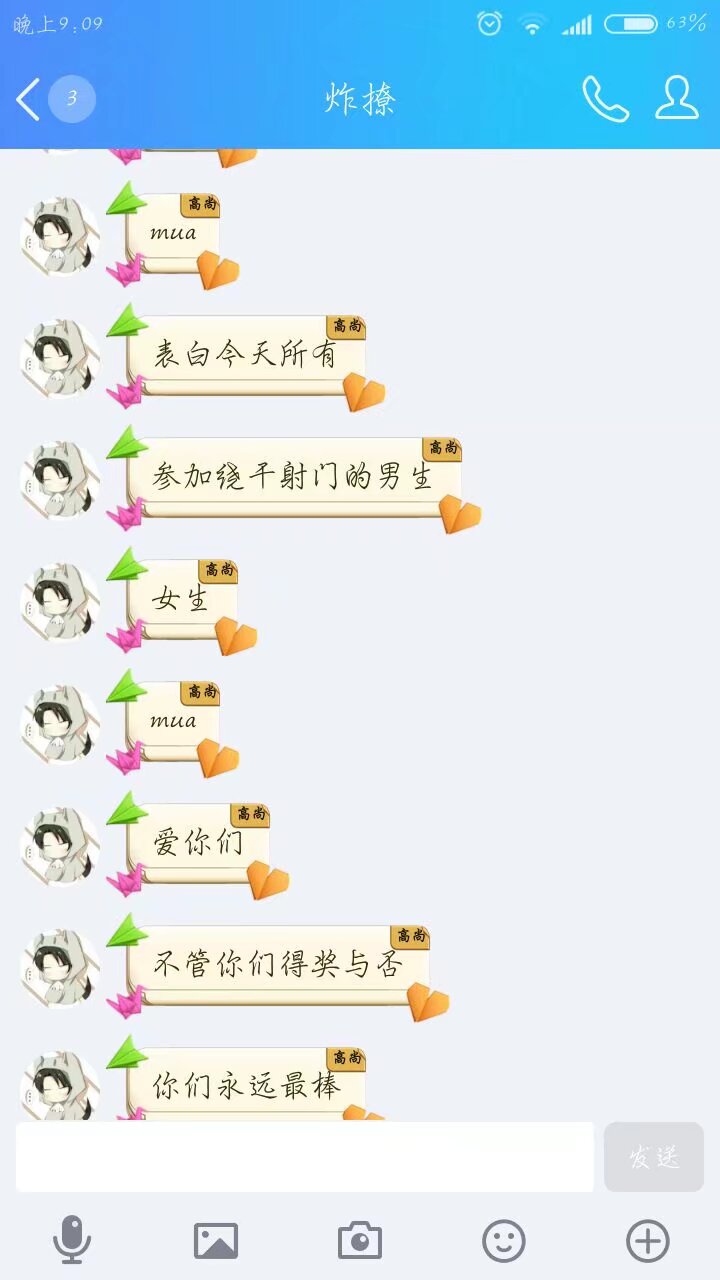 晚上9:09
63%
3
炸撩
高尚
mua
高尚
表白今天所有
高尚
参加绕干射门的男生
高尚
女生
高尚
mua
高尚
爱你们
高尚
不管你们得奖与否
高尚
你们永远最棒
发送